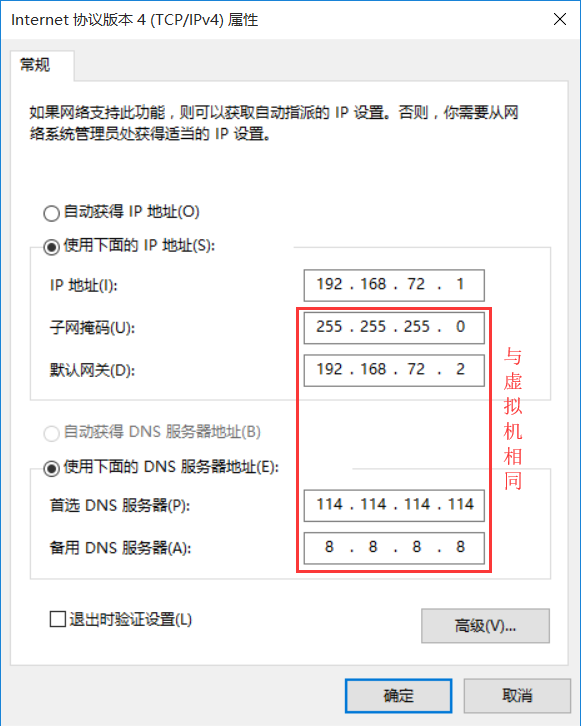 Internet 协议版本 4 (TCP/IPv4) 属性
常规
如果网络支持此功能，则可以获取自动指派的 IP 设置。否则，你需要从网
络系统管理员处获得适当的 IP 设置。
自动获得 IP 地址(O)
使用下面的 IP 地址(S):
IP 地址(I): 192 . 168 . 72 . 1
子网掩码(U): 255 . 255 . 255 . 0
默认网关(D): 192 . 168 . 72 . 2
与虚拟机相同
自动获得 DNS 服务器地址(B)
使用下面的 DNS 服务器地址(E):
首选 DNS 服务器(P): 114 . 114 . 114 . 114
备用 DNS 服务器(A): 8 . 8 . 8 . 8
退出时验证设置(L)
高级(V)...
确定 取消